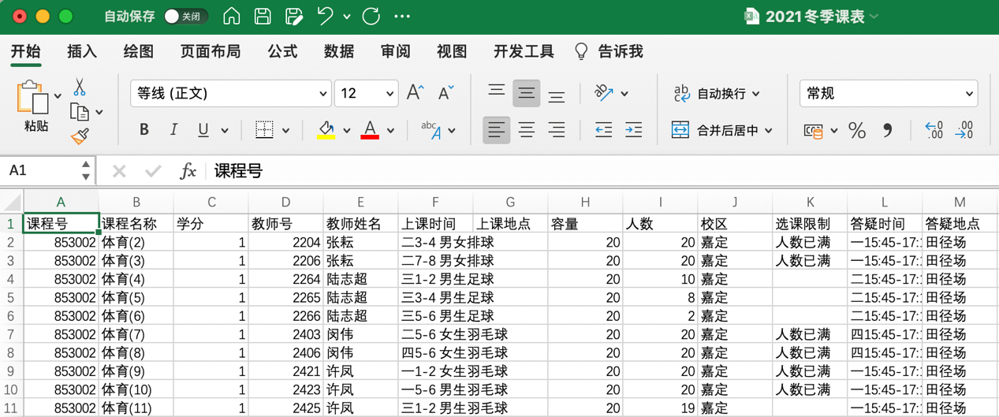 自动保存 关闭 2021冬季课表
开始 插入 绘图 页面布局 公式 数据 审阅 视图 开发工具 告诉我
粘贴 等线 (正文) 12 A A ab 自动换行 常规
B I U A abc A 合并后居中 % .00 .00
A1 fx 课程号
A B C D E F G H I J K L M
1 课程号 课程名称 学分 教师号 教师姓名 上课时间 上课地点 容量 人数 校区 选课限制 答疑时间 答疑地点
2 853002 体育(2) 1 2204 张耘 二3-4 男女排球 20 20 嘉定 人数已满 一15:45-17: 田径场
3 853002 体育(3) 1 2206 张耘 二7-8 男女排球 20 20 嘉定 人数已满 一15:45-17: 田径场
4 853002 体育(4) 1 2264 陆志超 三1-2 男生足球 20 10 嘉定 二15:45-17: 田径场
5 853002 体育(5) 1 2265 陆志超 三3-4 男生足球 20 8 嘉定 二15:45-17: 田径场
6 853002 体育(6) 1 2266 陆志超 三5-6 男生足球 20 2 嘉定 二15:45-17: 田径场
7 853002 体育(7) 1 2403 闵伟 二5-6 女生羽毛球 20 20 嘉定 人数已满 四15:45-17: 田径场
8 853002 体育(8) 1 2406 闵伟 四5-6 女生羽毛球 20 20 嘉定 人数已满 四15:45-17: 田径场
9 853002 体育(9) 1 2421 许凤 一1-2 女生羽毛球 20 20 嘉定 人数已满 一15:45-17: 田径场
10 853002 体育(10) 1 2423 许凤 一5-6 男生羽毛球 20 20 嘉定 人数已满 一15:45-17: 田径场
11 853002 体育(11) 1 2425 许凤 三1-2 男生羽毛球 20 19 嘉定 一15:45-17: 田径场